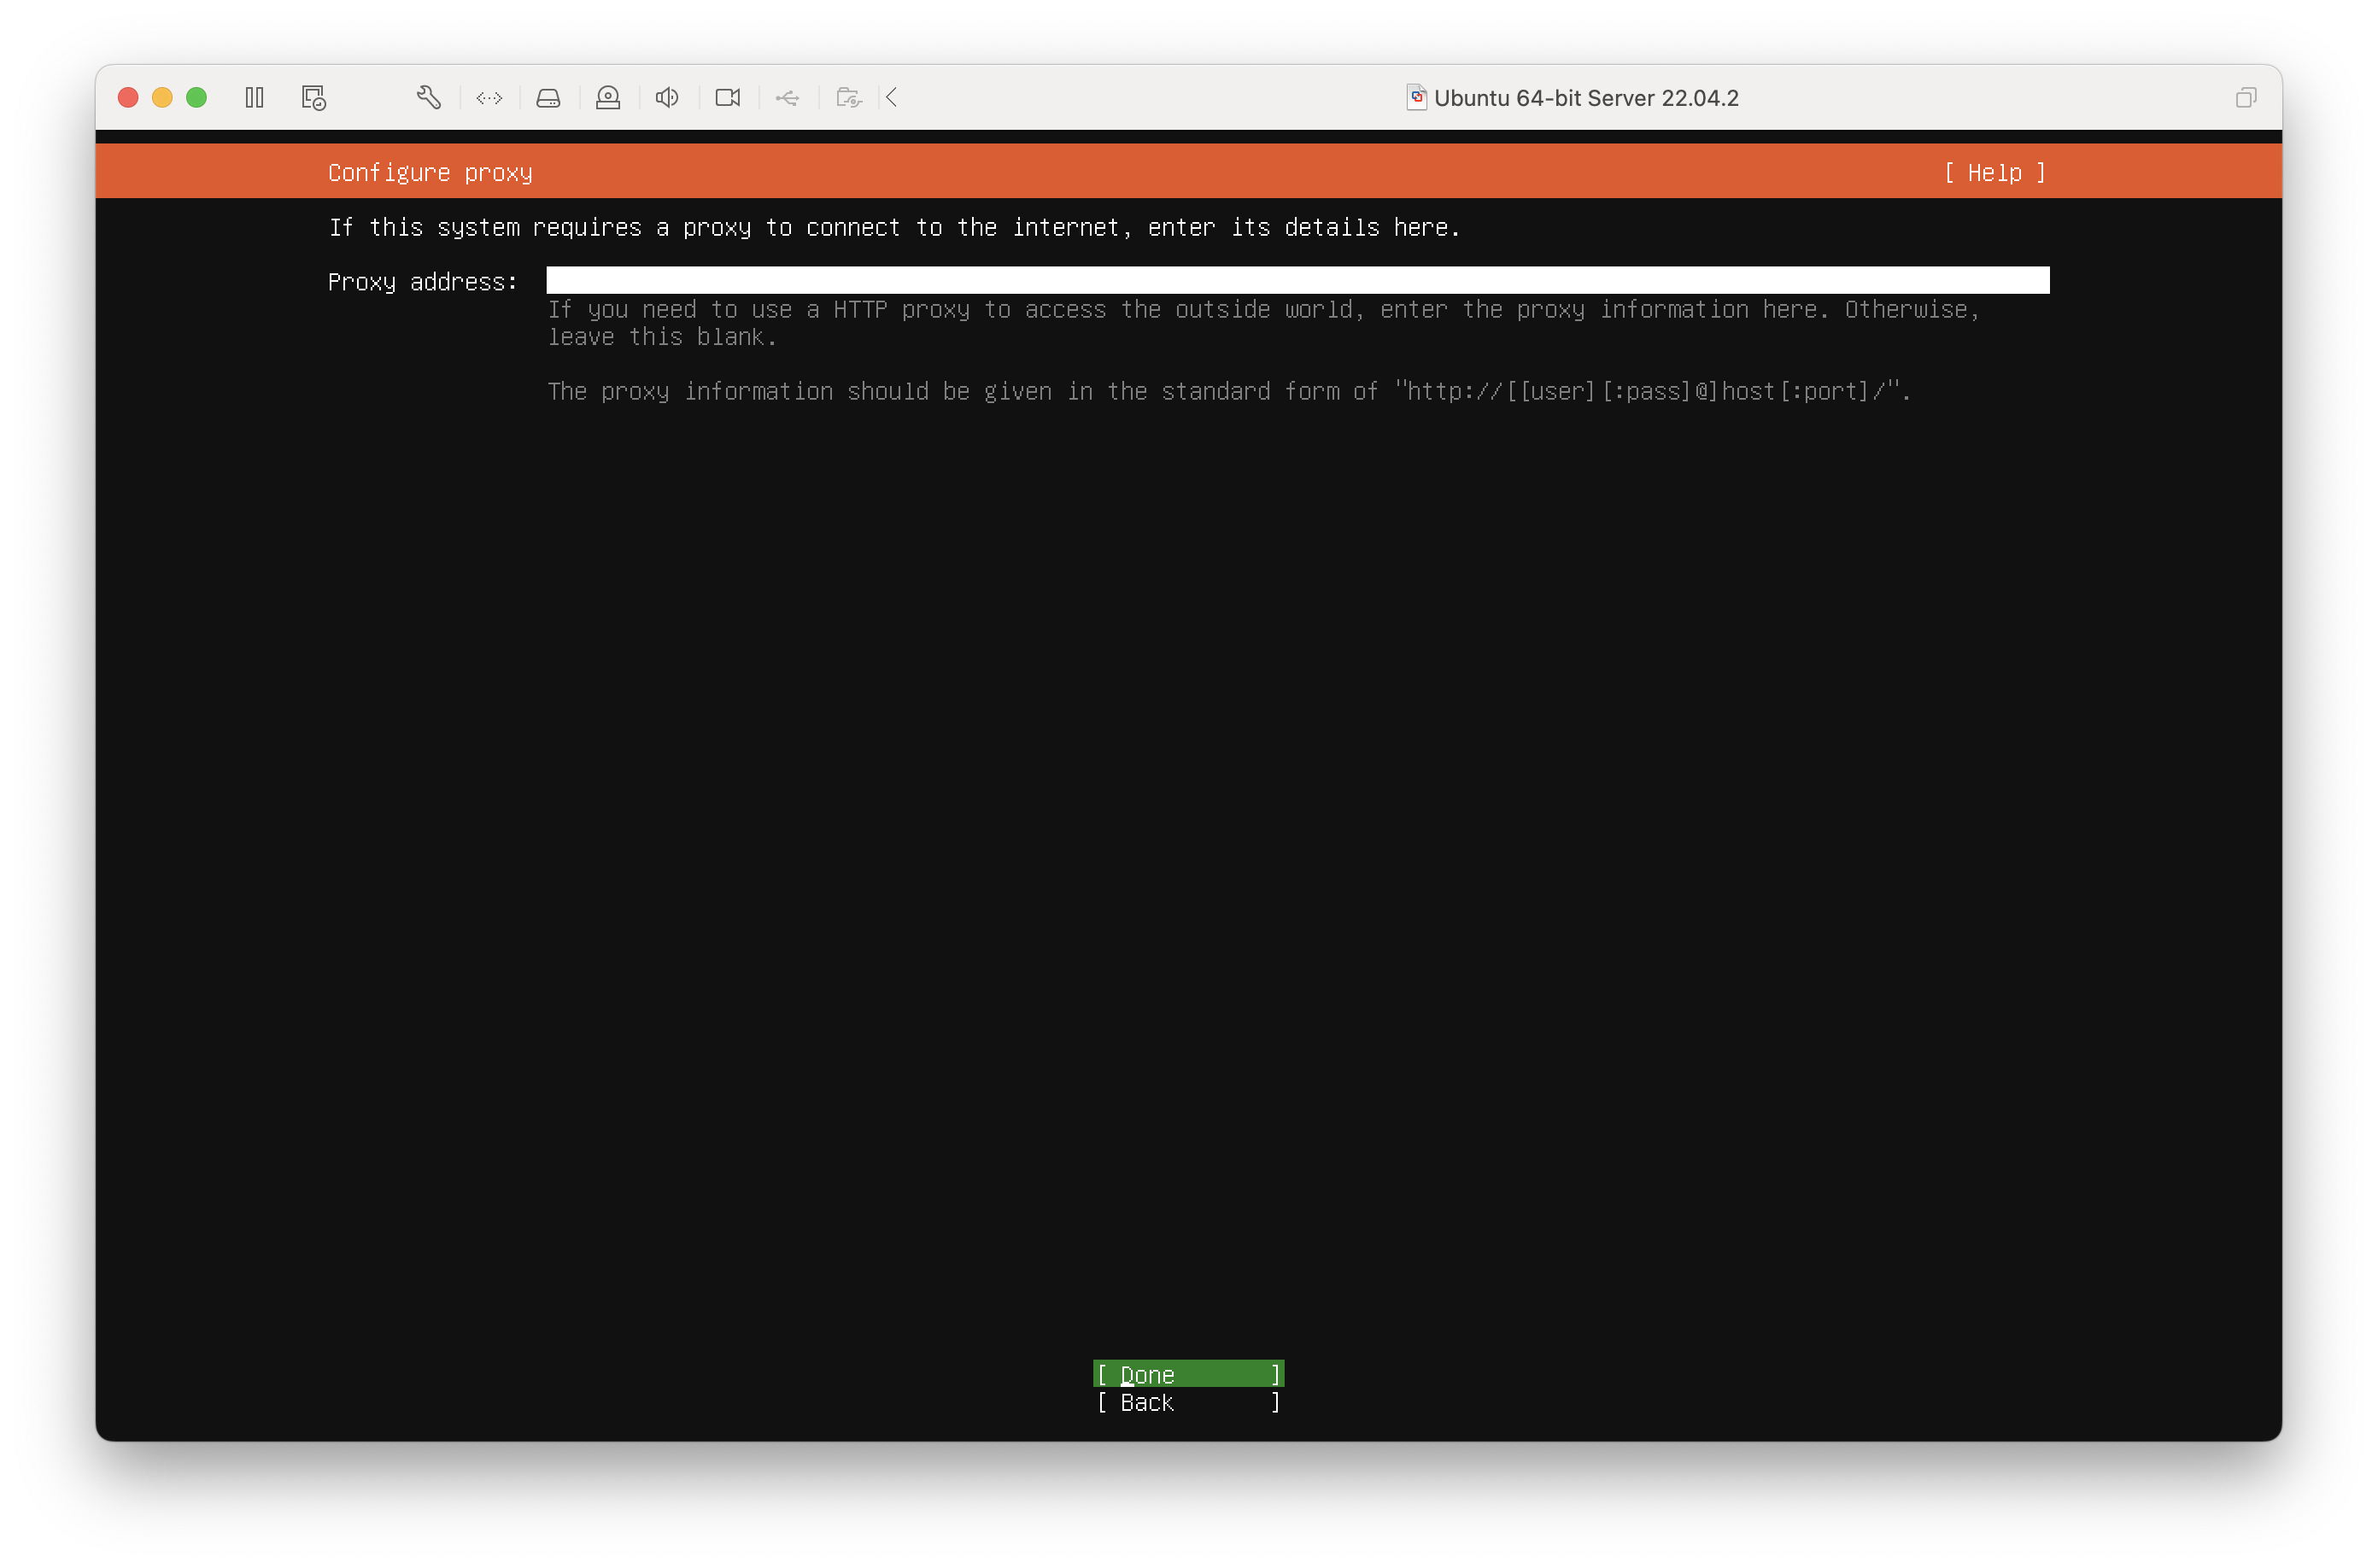 Ubuntu 64-bit Server 22.04.2
Configure proxy [ Help ]
If this system requires a proxy to connect to the internet, enter its details here.
Proxy address:
If you need to use a HTTP proxy to access the outside world, enter the proxy information here. Otherwise,
leave this blank.
The proxy information should be given in the standard form of "http://[[user][:pass]@]host[:port]/".
[ Done ]
[ Back ]